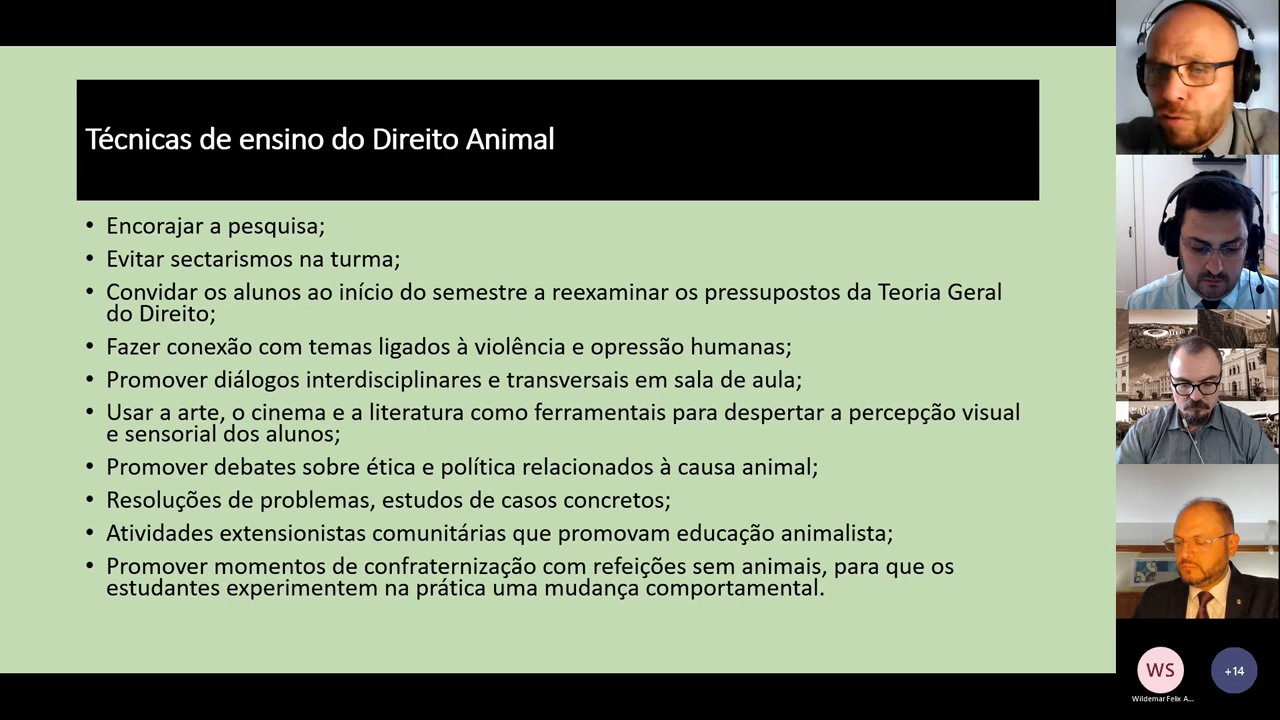 Técnicas de ensino do Direito Animal
• Encorajar a pesquisa;
• Evitar sectarismos na turma;
• Convidar os alunos ao início do semestre a reexaminar os pressupostos da Teoria Geral
do Direito;
• Fazer conexão com temas ligados à violência e opressão humanas;
• Promover diálogos interdisciplinares e transversais em sala de aula;
• Usar a arte, o cinema e a literatura como ferramentais para despertar a percepção visual
e sensorial dos alunos;
• Promover debates sobre ética e política relacionados à causa animal;
• Resoluções de problemas, estudos de casos concretos;
• Atividades extensionistas comunitárias que promovam educação animalista;
• Promover momentos de confraternização com refeições sem animais, para que os
estudantes experimentem na prática uma mudança comportamental.
WS
+14
Wildemar Felix A...